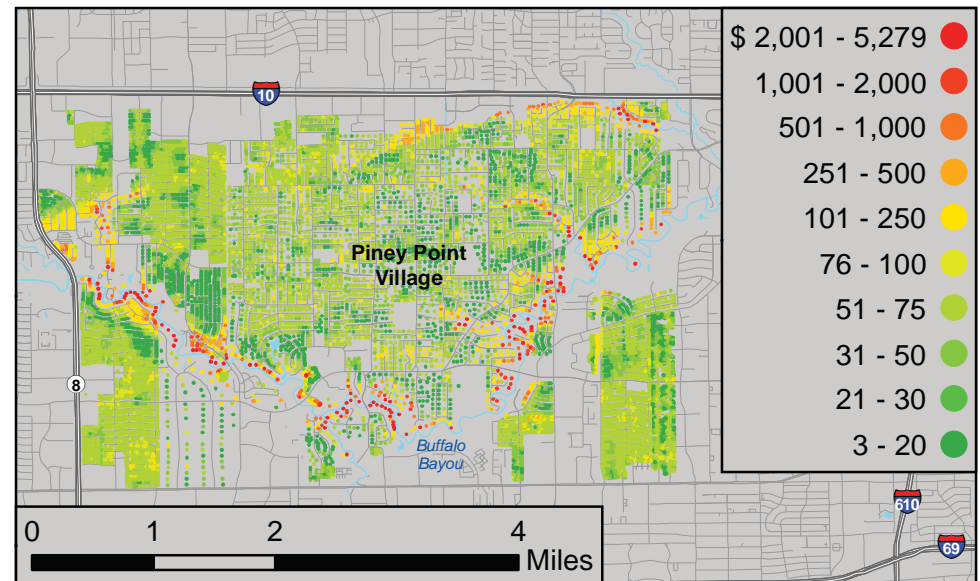 $ 2,001 - 5,279
1,001 - 2,000
501 - 1,000
251 - 500
101 - 250
76 - 100
51 - 75
31 - 50
21 - 30
3 - 20
10
Piney Point
Village
8
Buffalo
Bayou
610
69
0 1 2 4
Miles